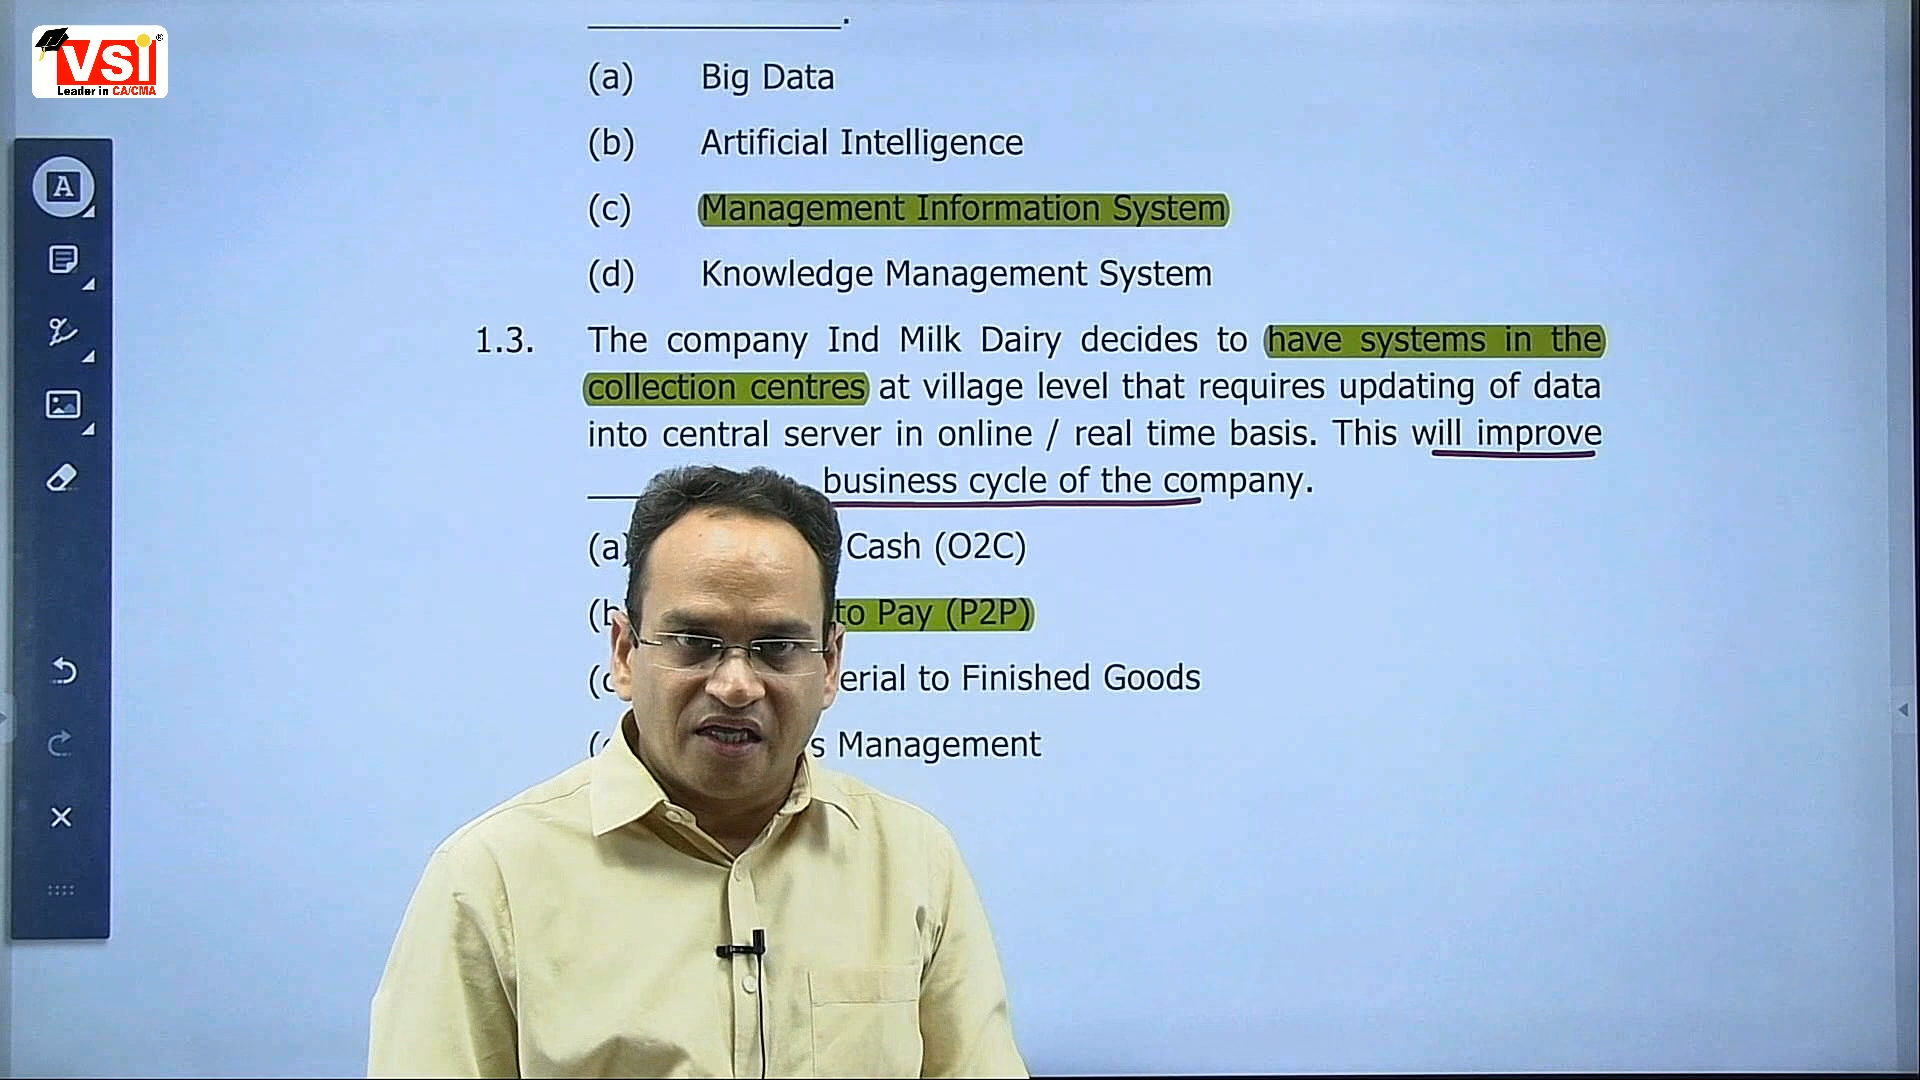 VSI®
Leader in CA/CMA
____________.
(a) Big Data
(b) Artificial Intelligence
(c) Management Information System
(d) Knowledge Management System
1.3. The company Ind Milk Dairy decides to have systems in the
collection centres at village level that requires updating of data
into central server in online / real time basis. This will improve
business cycle of the company.
(a) Cash (O2C)
to Pay (P2P)
to Finished Goods
Management
A